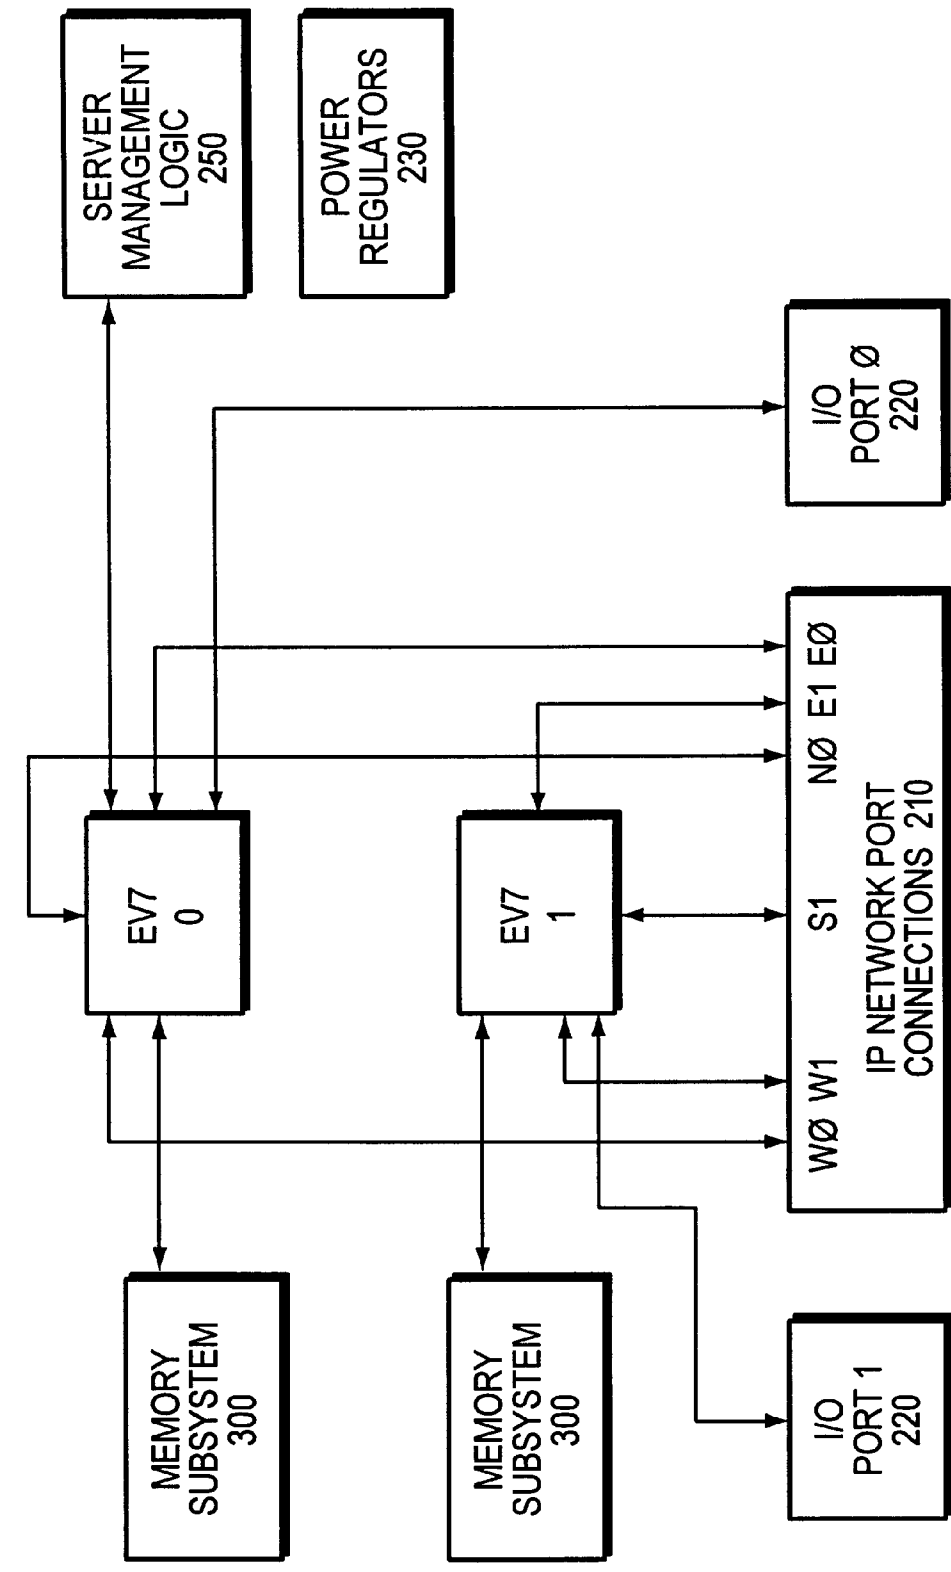 MEMORY
SUBSYSTEM
300
EV7
0
SERVER
MANAGEMENT
LOGIC
250
MEMORY
SUBSYSTEM
300
EV7
1
POWER
REGULATORS
230
I/O
PORT 1
220
WØ W1 S1 NØ E1 EØ
IP NETWORK PORT
CONNECTIONS 210
I/O
PORT Ø
220